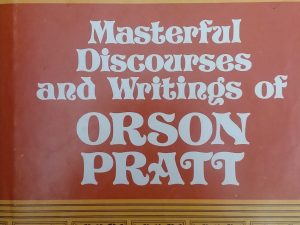 Masterful
Discourses
and Writings of
ORSON
PRATT